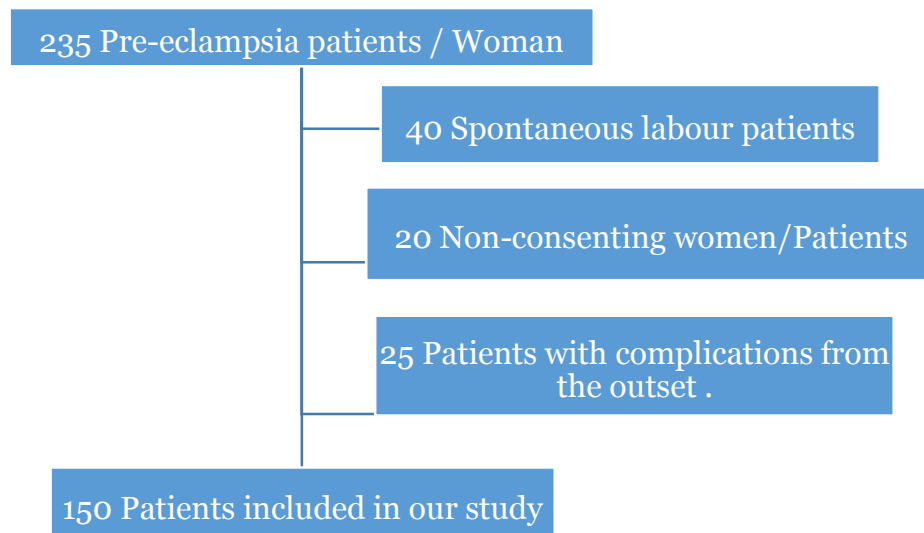 235 Pre-eclampsia patients / Woman
40 Spontaneous labour patients
20 Non-consenting women/Patients
25 Patients with complications from
the outset .
150 Patients included in our study